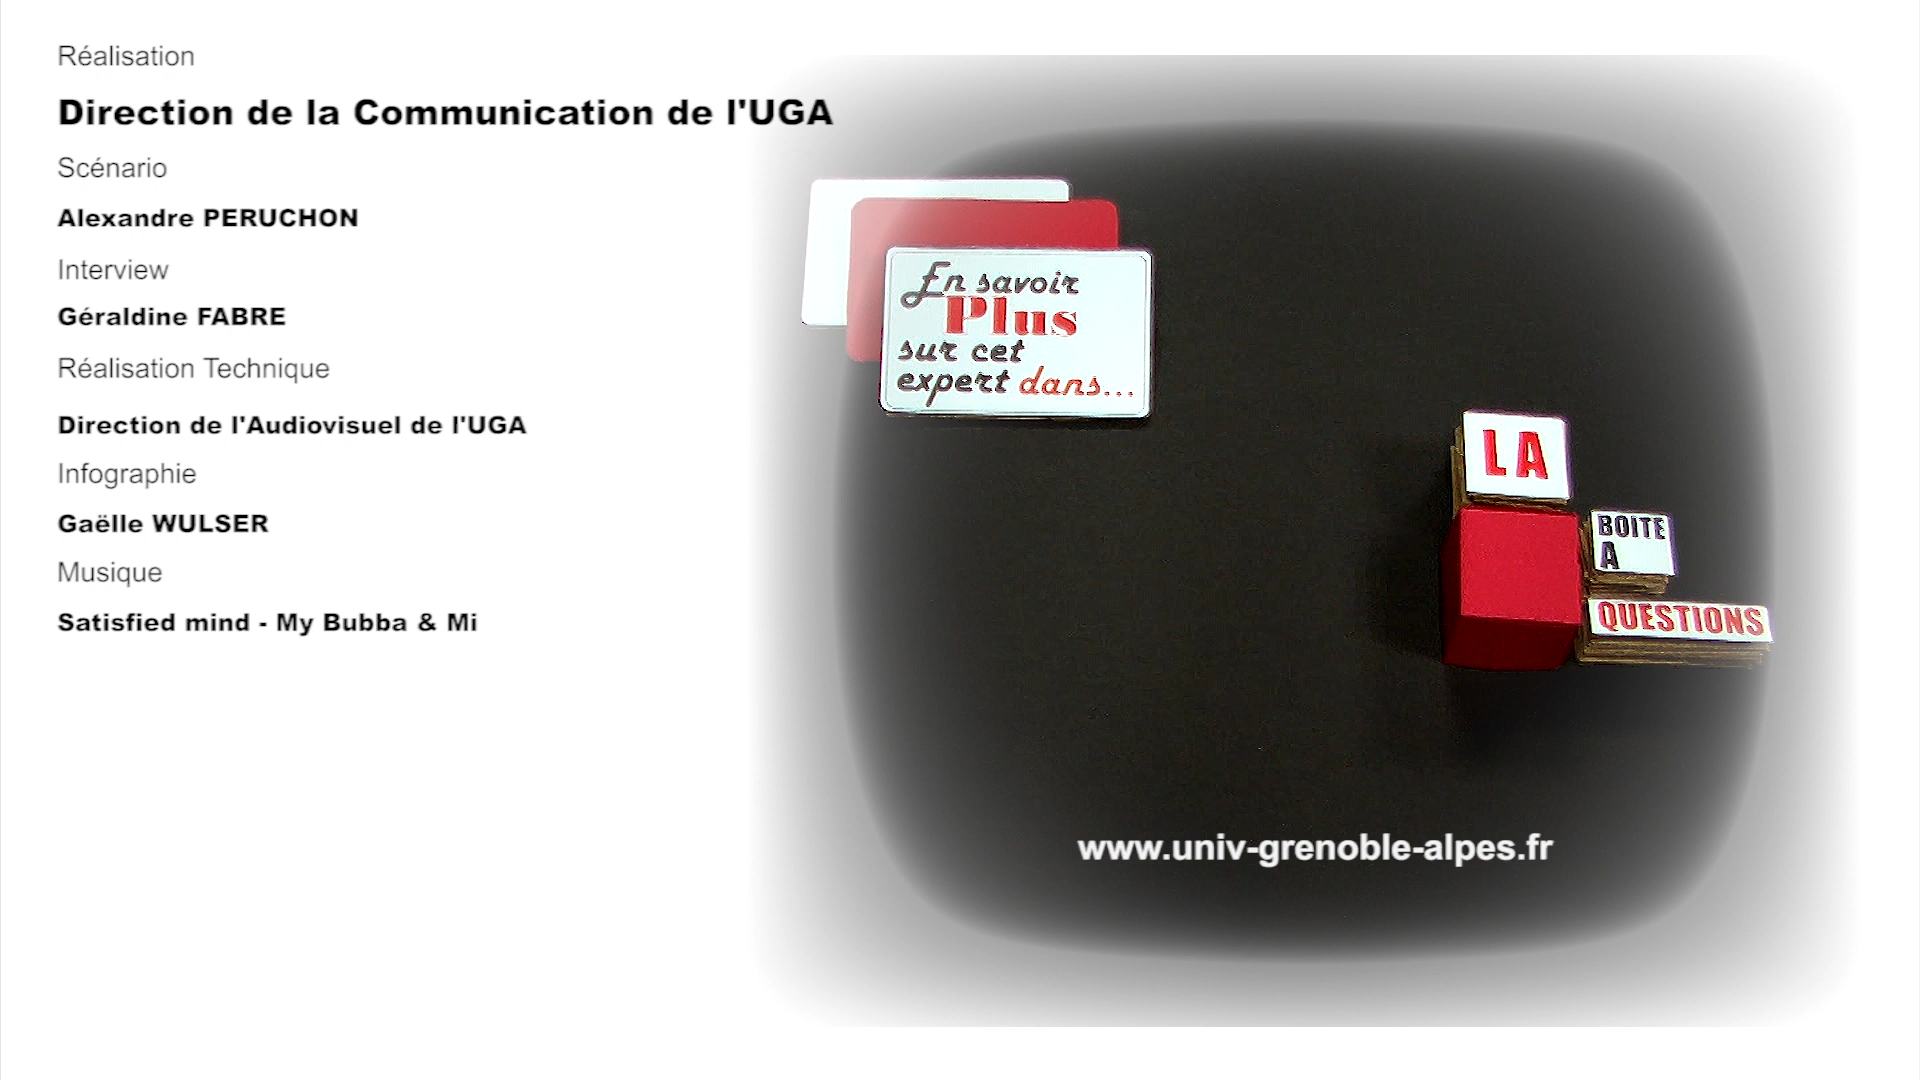 Réalisation
Direction de la Communication de l'UGA
Scénario
Alexandre PERUCHON
Interview
Géraldine FABRE
Réalisation Technique
Direction de l'Audiovisuel de l'UGA
Infographie
Gaëlle WULSER
Musique
Satisfied mind - My Bubba & Mi
En savoir
Plus
sur cet
expert dans...
LA
BOITE
A
QUESTIONS
www.univ-grenoble-alpes.fr